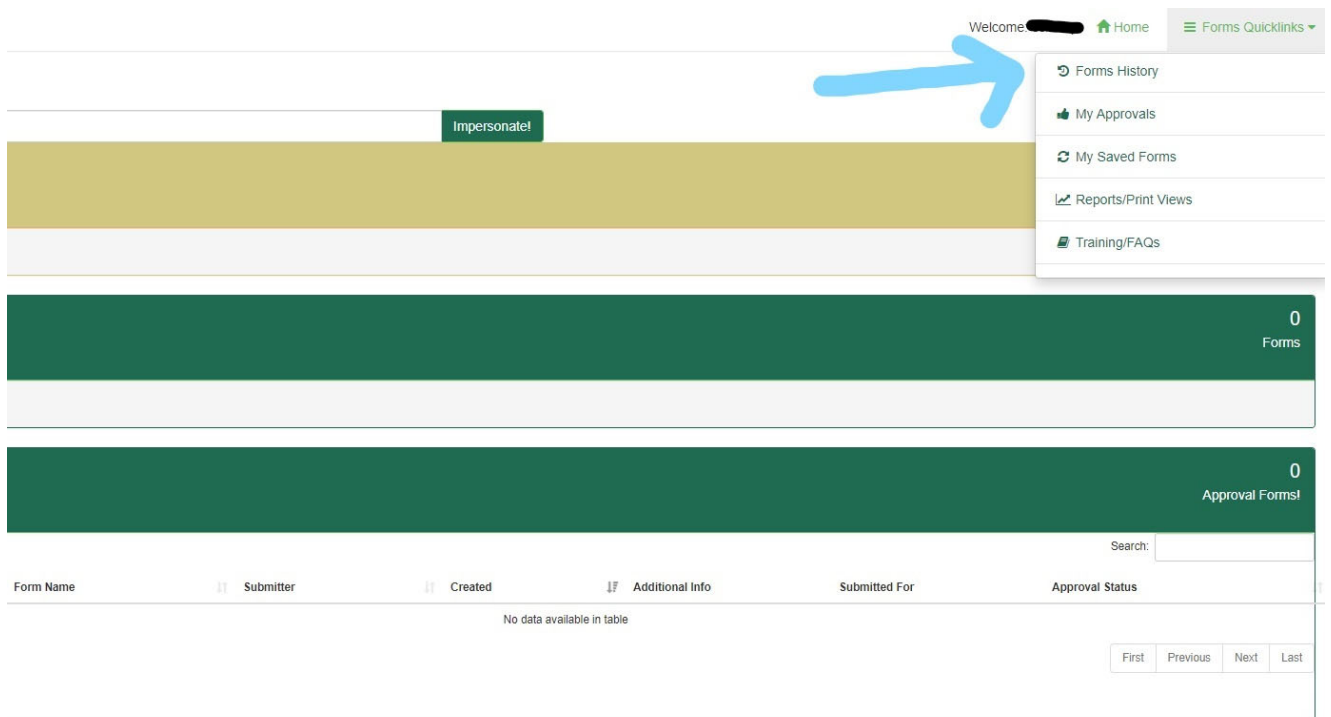 Welcome: Home Forms Quicklinks
Forms History
Impersonate!
My Approvals
My Saved Forms
Reports/Print Views
Training/FAQs
0
Forms
0
Approval Forms!
Search:
Form Name Submitter Created Additional Info Submitted For Approval Status
No data available in table
First Previous Next Last